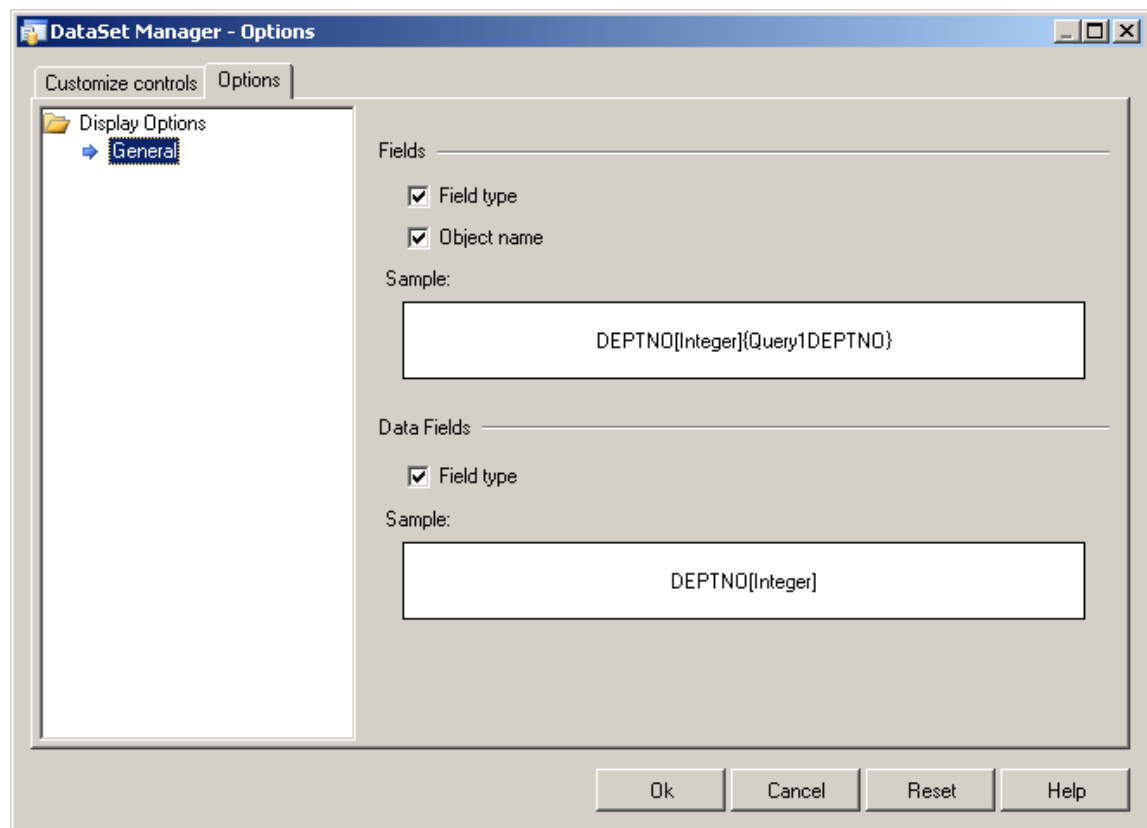 DataSet Manager - Options
Customize controls
Options
Display Options
General
Fields
Field type
Object name
Sample:
DEPTNO[Integer]{Query1DEPTNO}
Data Fields
Field type
Sample:
DEPTNO[Integer]
Ok
Cancel
Reset
Help